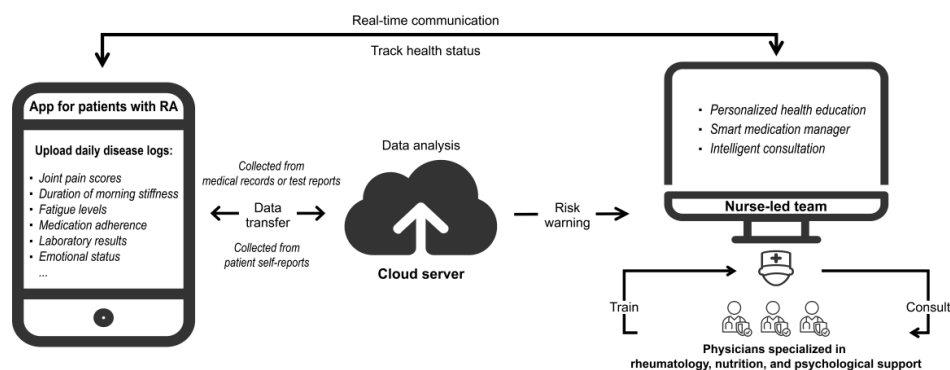 Real-time communication
Track health status
App for patients with RA
Upload daily disease logs:
• Joint pain scores
• Duration of morning stiffness
• Fatigue levels
• Medication adherence
• Laboratory results
• Emotional status
...
Collected from
medical records or test reports
Data
transfer
Collected from
patient self-reports
Data analysis
Cloud server
Risk
warning
• Personalized health education
• Smart medication manager
• Intelligent consultation
Nurse-led team
Train
Consult
Physicians specialized in
rheumatology, nutrition, and psychological support